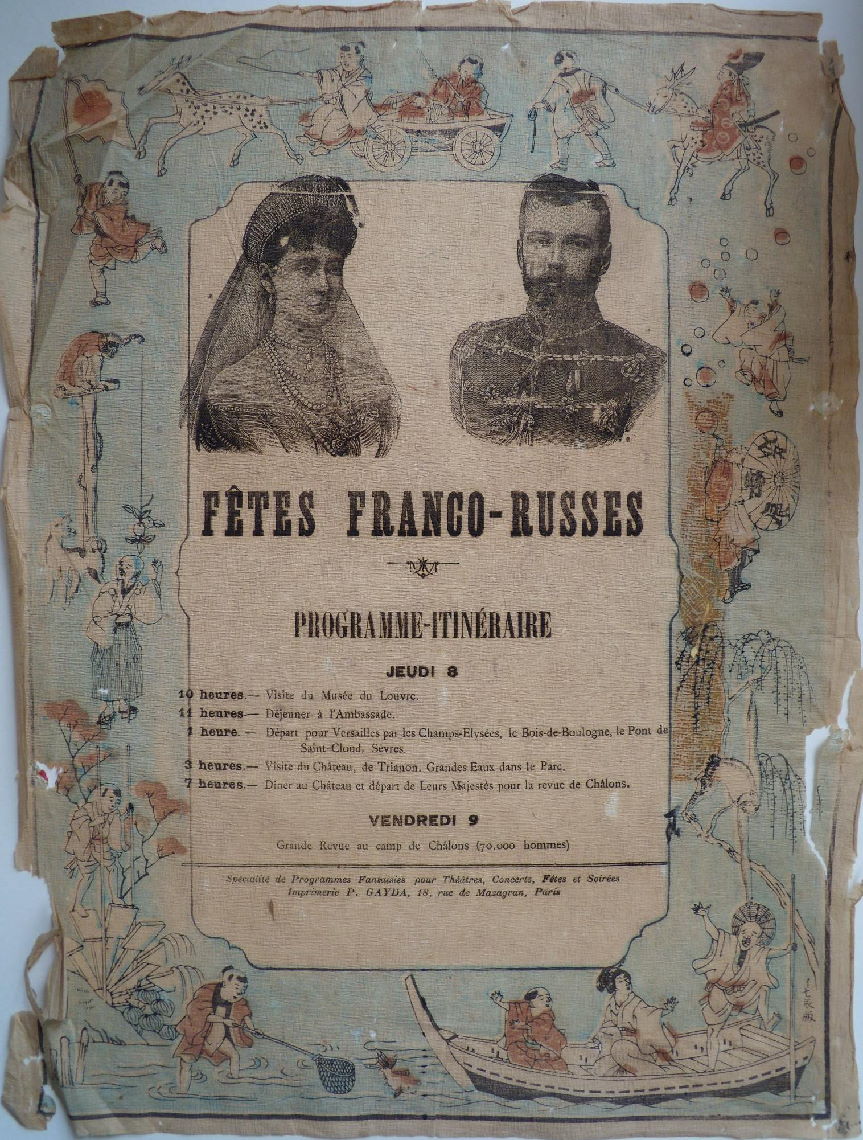 FÊTES FRANCO-RUSSES
PROGRAMME-ITINÉRAIRE
JEUDI 8
10 heures.— Visite du Musée du Louvre.
11 heures.— Déjeuner à l'Ambassade.
1 heure.— Départ pour Versailles par les Champs-Elysées, le Bois-de-Boulogne, le Pont de
Saint-Cloud, Sèvres
3 heures.— Visite du Château, de Trianon. Grandes Eaux dans le Parc.
7 heures.— Dîner au Château et départ de Leurs Majestés pour la revue de Châlons.
VENDREDI 9
Grande Revue au camp de Châlons (70.000 hommes)
Spécialité de Programmes Fantaisies pour Théâtres, Concerts, Fêtes et Soirées
Imprimerie P. GAYDA, 18, rue de Mazagran, Paris